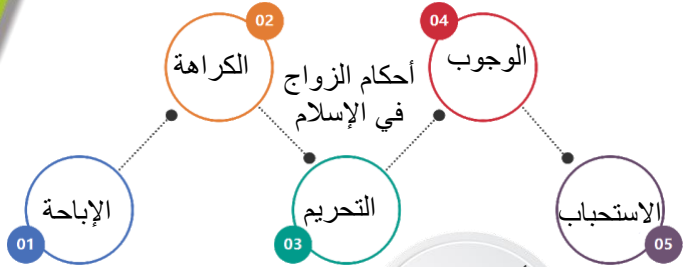 أحكام الزواج
في الإسلام
01
الإباحة
02
الكراهة
03
التحريم
04
الوجوب
05
الاستحباب